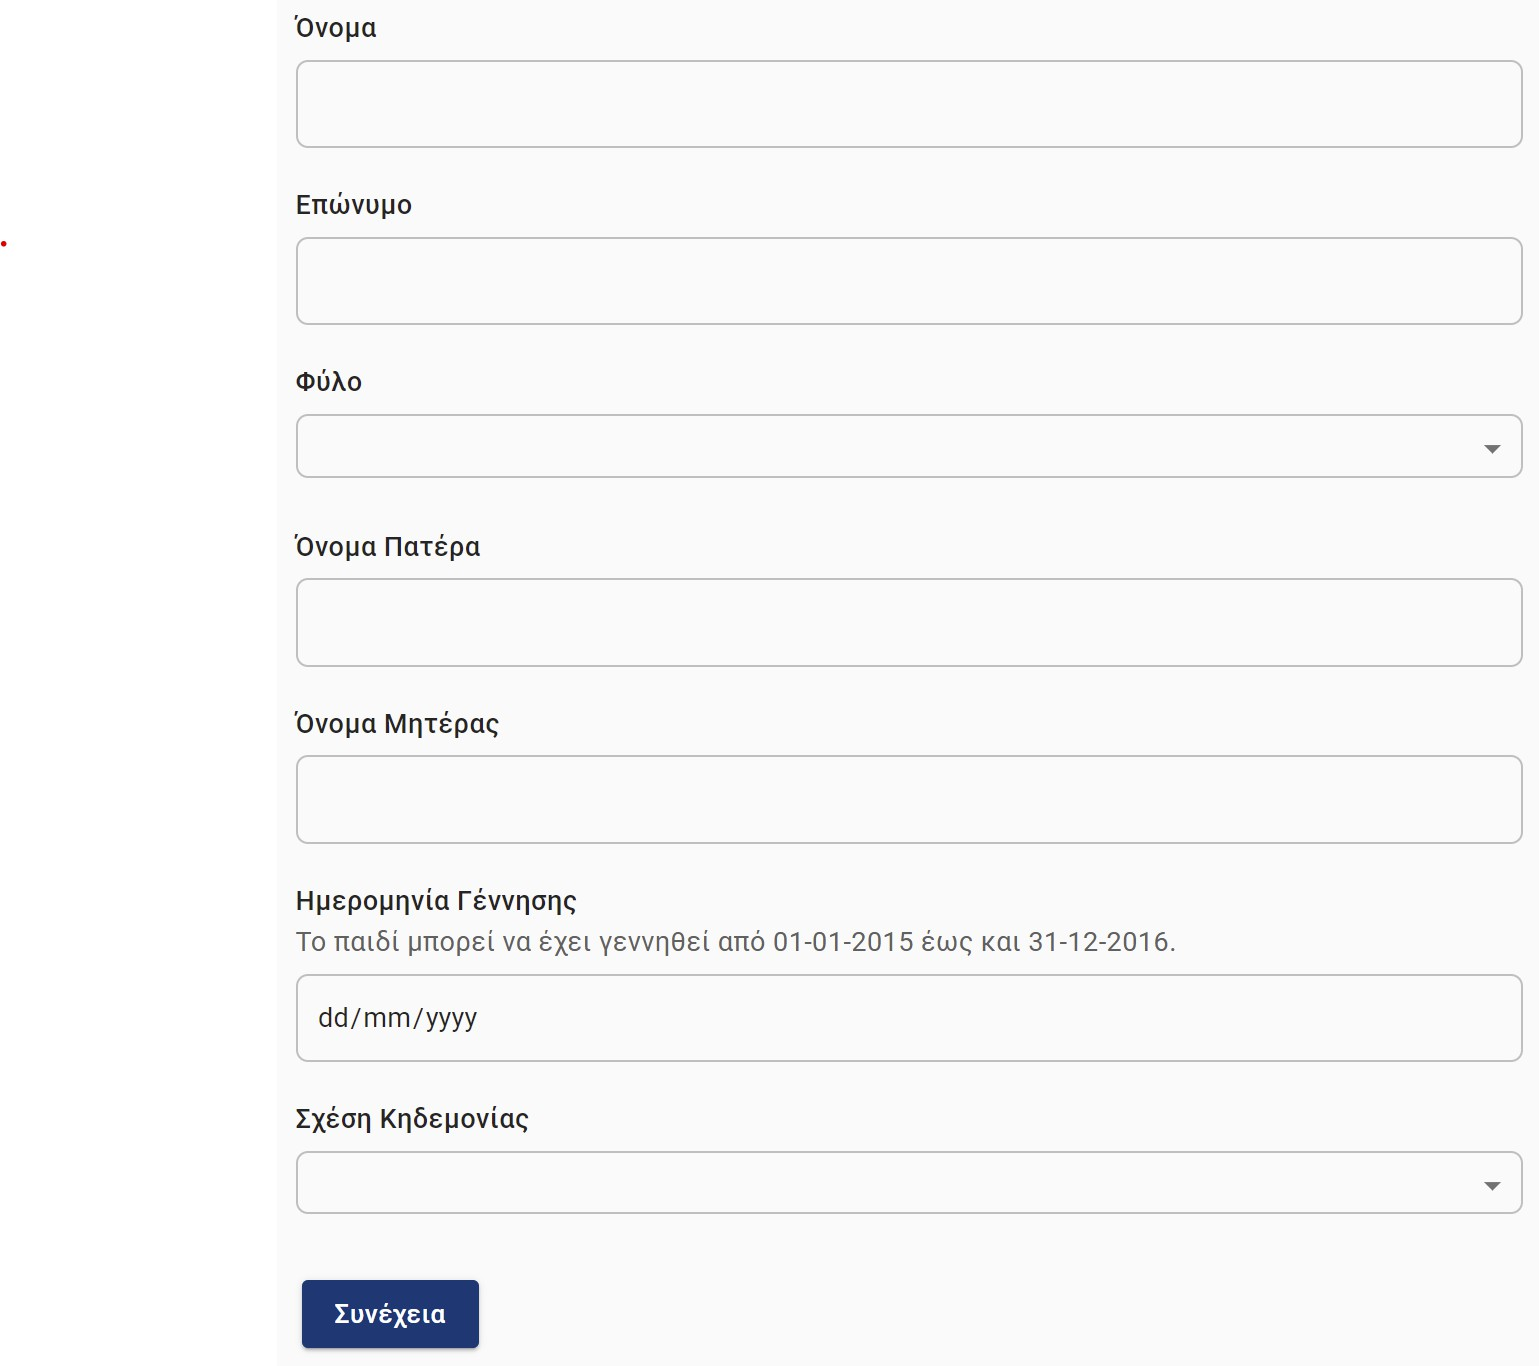 Όνομα
Επώνυμο
Φύλο
Όνομα Πατέρα
Όνομα Μητέρας
Ημερομηνία Γέννησης
Το παιδί μπορεί να έχει γεννηθεί από 01-01-2015 έως και 31-12-2016.
dd/mm/yyyy
Σχέση Κηδεμονίας
Συνέχεια